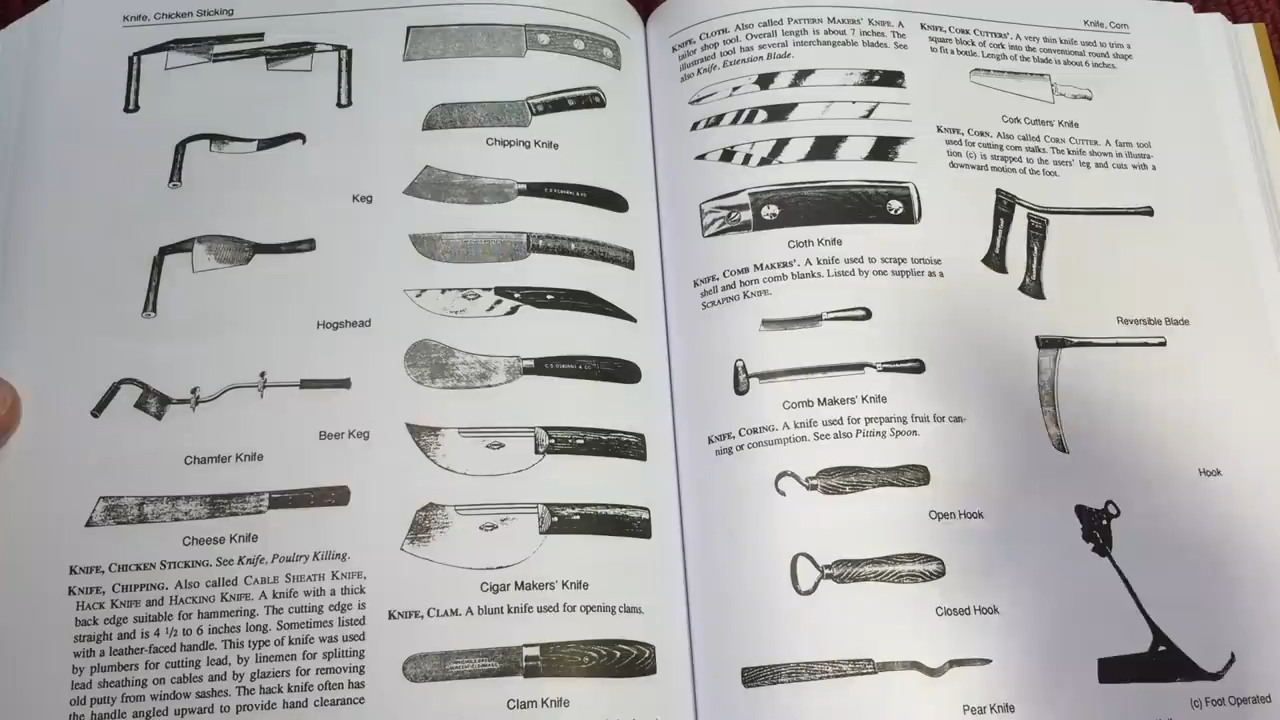 Knife, Chicken Sticking
Keg
Hogshead
Beer Keg
Chamfer Knife
Cheese Knife
KNIFE, CHICKEN STICKING. See Knife, Poultry Killing.
KNIFE, CHIPPING. Also called CABLE SHEATH KNIFE,
HACK KNIFE and HACKING KNIFE. A knife with a thick
back edge suitable for hammering. The cutting edge is
straight and is 4 1/2 to 6 inches long. Sometimes listed
with a leather-faced handle. This type of knife was used
by plumbers for cutting lead, by linemen for splitting
lead sheathing on cables and by glaziers for removing
old putty from window sashes. The hack knife often has
the handle angled upward to provide hand clearance
Chipping Knife
C S OSBORNE & CO
C S OSBORNE & CO
Cigar Makers' Knife
KNIFE, CLAM. A blunt knife used for opening clams.
Clam Knife
KNIFE, CLOTH. Also called PATTERN MAKERS' KNIFE. A
tailor shop tool. Overall length is about 7 inches. The
illustrated tool has several interchangeable blades. See
also Knife, Extension Blade.
Cloth Knife
KNIFE, COMB MAKERS'. A knife used to scrape tortoise
shell and horn comb blanks. Listed by one supplier as a
SCRAPING KNIFE.
Comb Makers' Knife
KNIFE, CORING. A knife used for preparing fruit for can-
ning or consumption. See also Pitting Spoon.
Open Hook
Closed Hook
Pear Knife
Knife, Corn
KNIFE, CORK CUTTERS'. A very thin knife used to trim a
square block of cork into the conventional round shape
to fit a bottle. Length of the blade is about 6 inches.
Cork Cutters' Knife
KNIFE, CORN. Also called CORN CUTTER. A farm tool
used for cutting corn stalks. The knife shown in illustra-
tion (c) is strapped to the users' leg and cuts with a
downward motion of the foot.
Reversible Blade
Hook
(c) Foot Operated